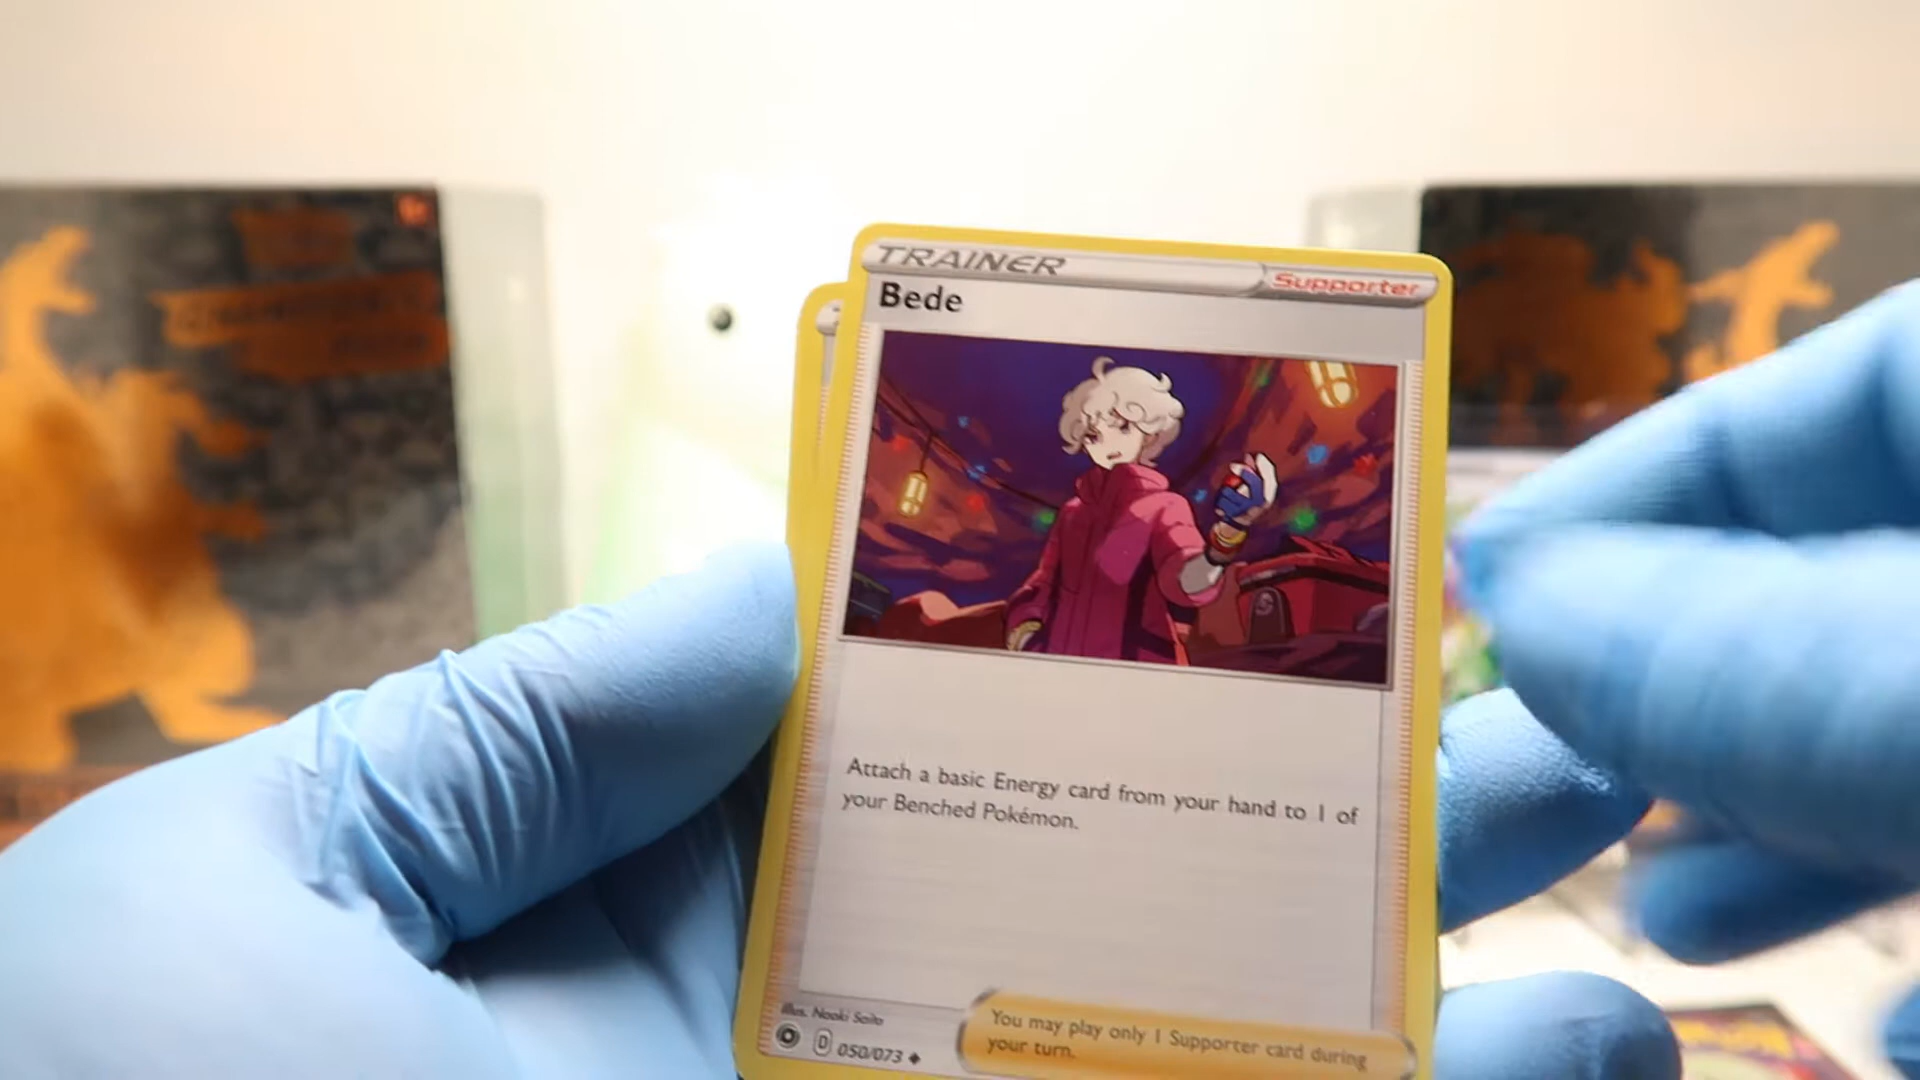 TRAINER
Supporter
Bede
Attach a basic Energy card from your hand to 1 of
your Benched Pokémon.
Illus. Naoki Saito
D 050/073
You may play only 1 Supporter card during
your turn.